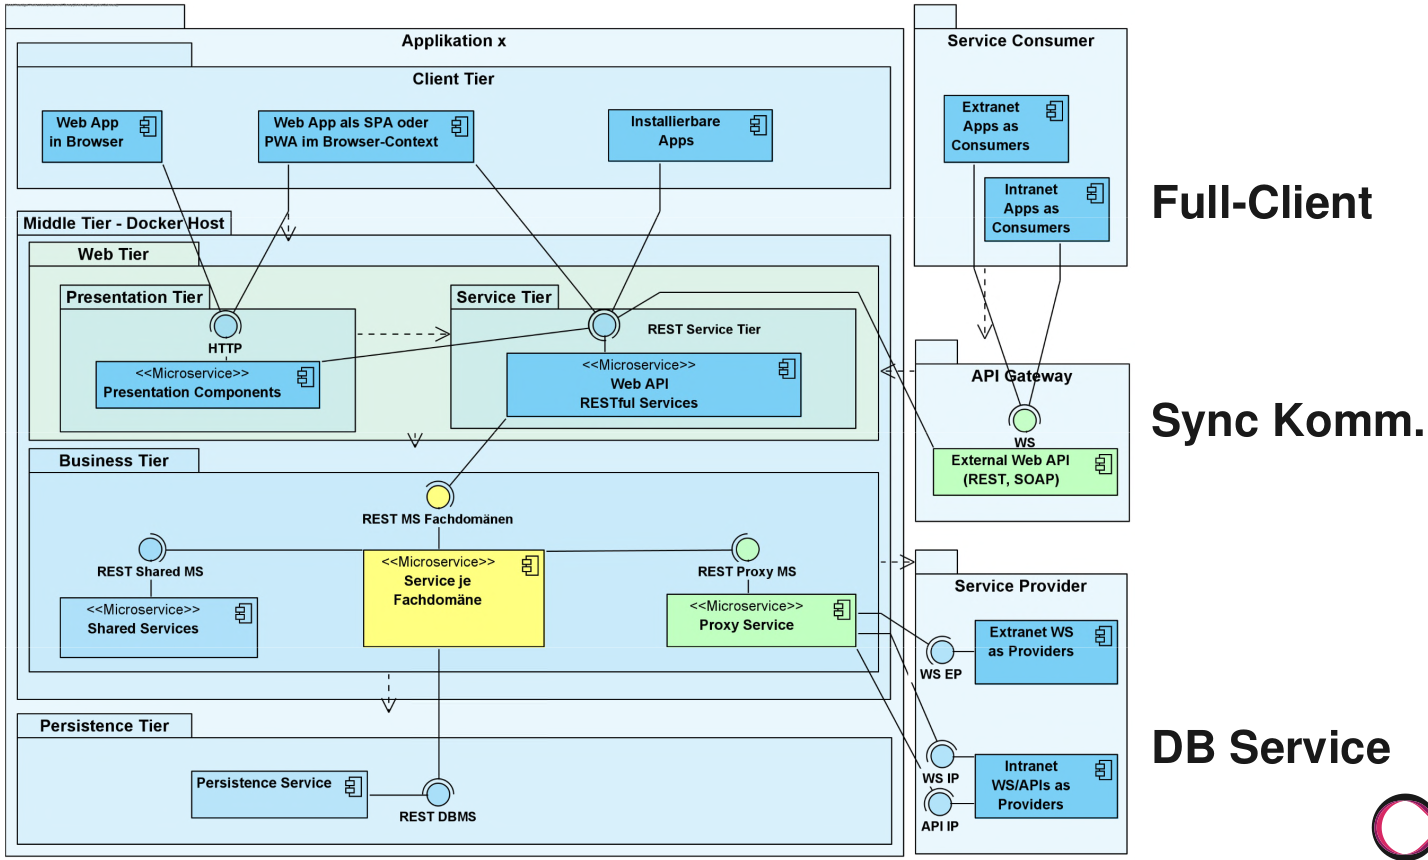 Applikation x
Client Tier
Web App
in Browser
Web App als SPA oder
PWA im Browser-Context
Installierbare
Apps
Service Consumer
Extranet
Apps as
Consumers
Intranet
Apps as
Consumers
Full-Client
Middle Tier - Docker Host
Web Tier
Presentation Tier
HTTP
<<Microservice>>
Presentation Components
Service Tier
REST Service Tier
<<Microservice>>
Web API
RESTful Services
API Gateway
WS
External Web API
(REST, SOAP)
Sync Komm.
Business Tier
REST MS Fachdomänen
REST Shared MS
<<Microservice>>
Shared Services
<<Microservice>>
Service je
Fachdomäne
REST Proxy MS
<<Microservice>>
Proxy Service
Service Provider
Extranet WS
as Providers
WS EP
WS IP
Intranet
WS/APIs as
Providers
API IP
DB Service
Persistence Tier
Persistence Service
REST DBMS